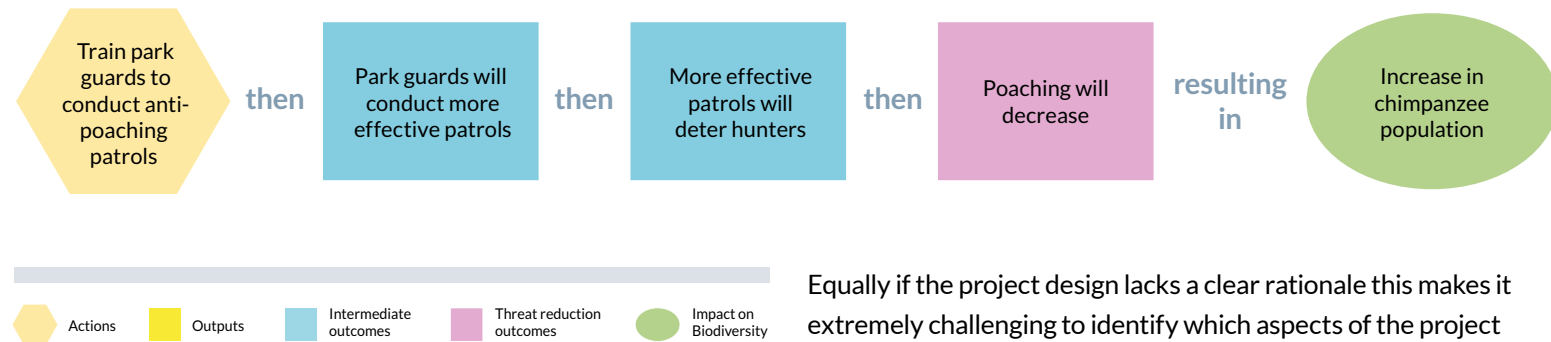 Train park
guards to
conduct anti-
poaching
patrols
then
Park guards will
conduct more
effective patrols
then
More effective
patrols will
deter hunters
then
Poaching will
decrease
resulting
in
Increase in
chimpanzee
population
Actions
Outputs
Intermediate
outcomes
Threat reduction
outcomes
Impact on
Biodiversity
Equally if the project design lacks a clear rationale this makes it
extremely challenging to identify which aspects of the project